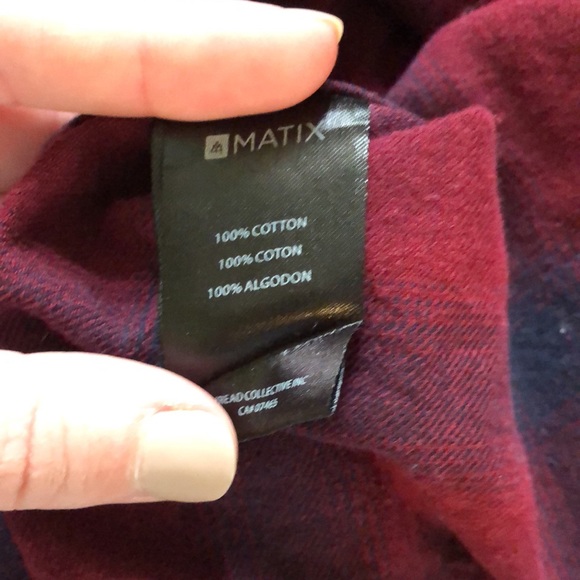 MATIX
100% COTTON
100% COTON
100% ALGODON
COLLECTIVE INC
CA# 07465